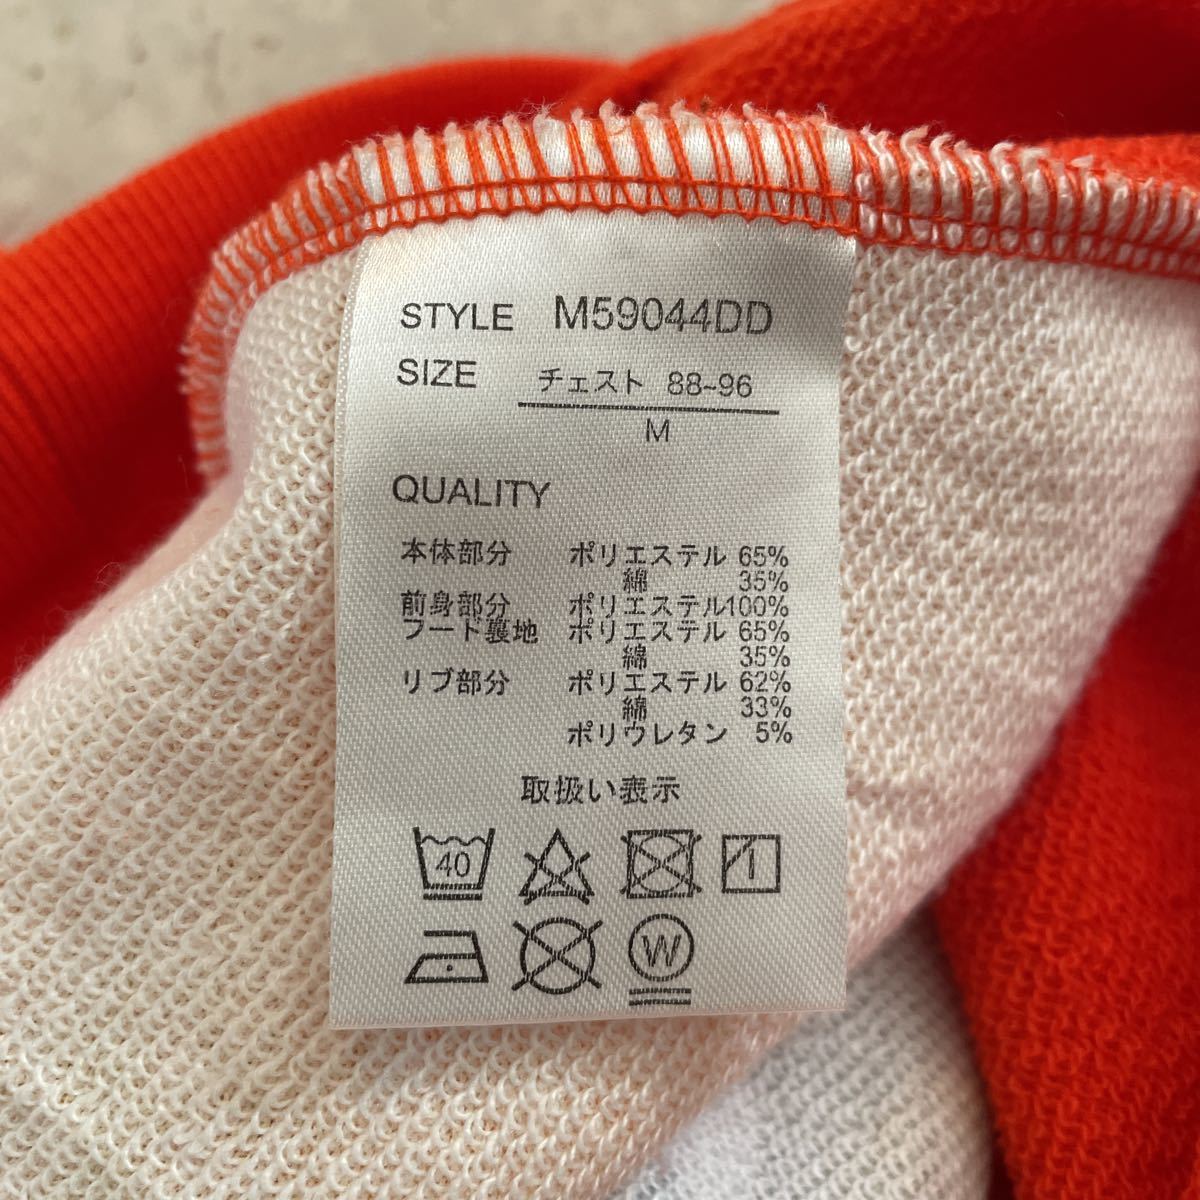 STYLE M59044DD
SIZE チェスト 88~96
M
QUALITY
本体部分 ポリエステル 65%
綿 35%
前身部分 ポリエステル100%
フード裏地 ポリエステル 65%
綿 35%
リブ部分 ポリエステル 62%
綿 33%
ポリウレタン 5%
取扱い表示
40 1
W